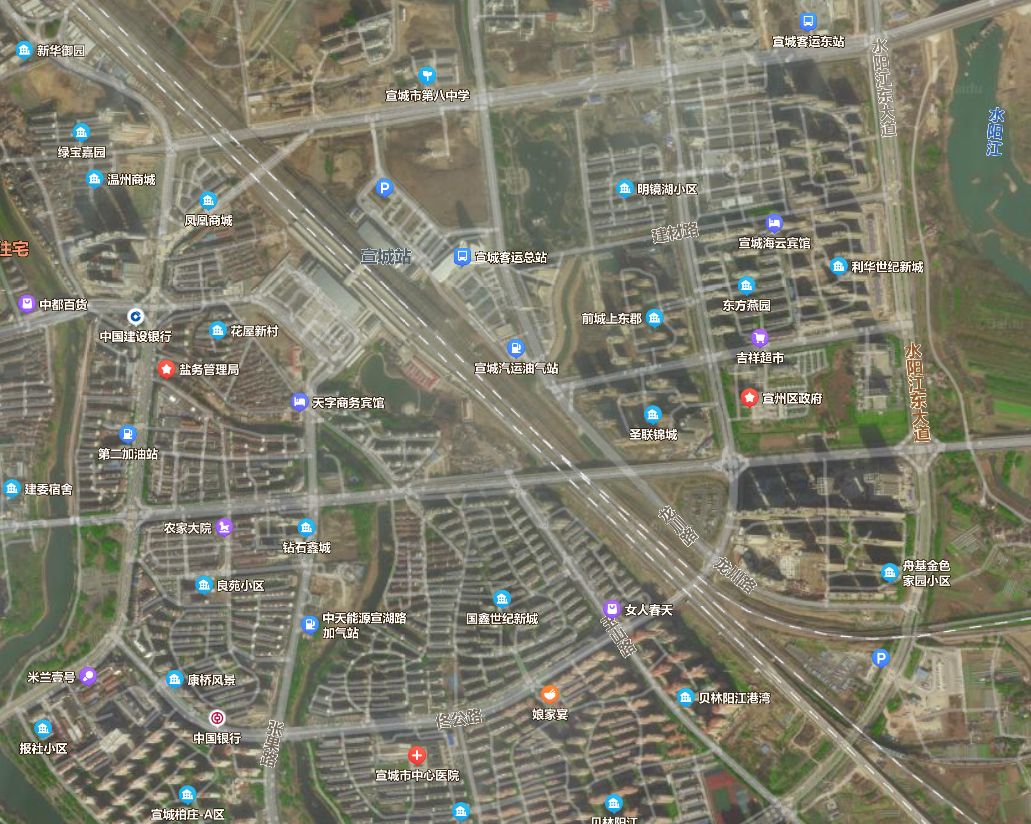 宣城客运东站
新华御园
水阳江东大道
宣城市第八中学
水阳江
绿宝嘉园
温州商城
明镜湖小区
凤凰商城
建材路
宣城海云宾馆
住宅
宣城站
宣城客运总站
利华世纪新城
中都百货
东方燕园
前城上东郡
中国建设银行
花屋新村
吉祥超市
宣城汽运油气站
盐务管理局
水阳江东大道
宣州区政府
天字商务宾馆
圣联锦城
第二加油站
建委宿舍
农家大院
钻石鑫城
舟基金色
家园小区
良苑小区
国鑫世纪新城
女人春天
中天能源宣湖路
加气站
米兰壹号
康桥风景
娘家宴
贝林阳江港湾
中国银行
佟公路
报社小区
宣城市中心医院
宣城柏庄-A区
贝林阳江